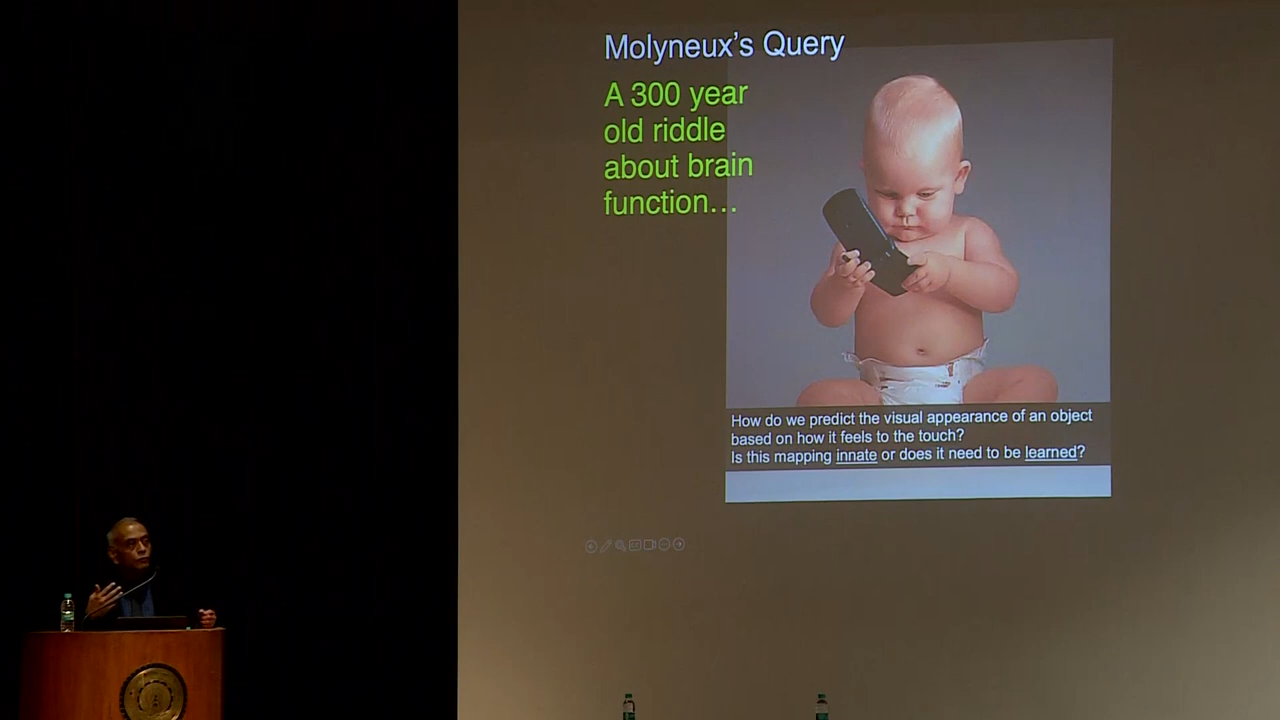 Molyneux's Query
A 300 year
old riddle
about brain
function...
How do we predict the visual appearance of an object
based on how it feels to the touch?
Is this mapping innate or does it need to be learned?